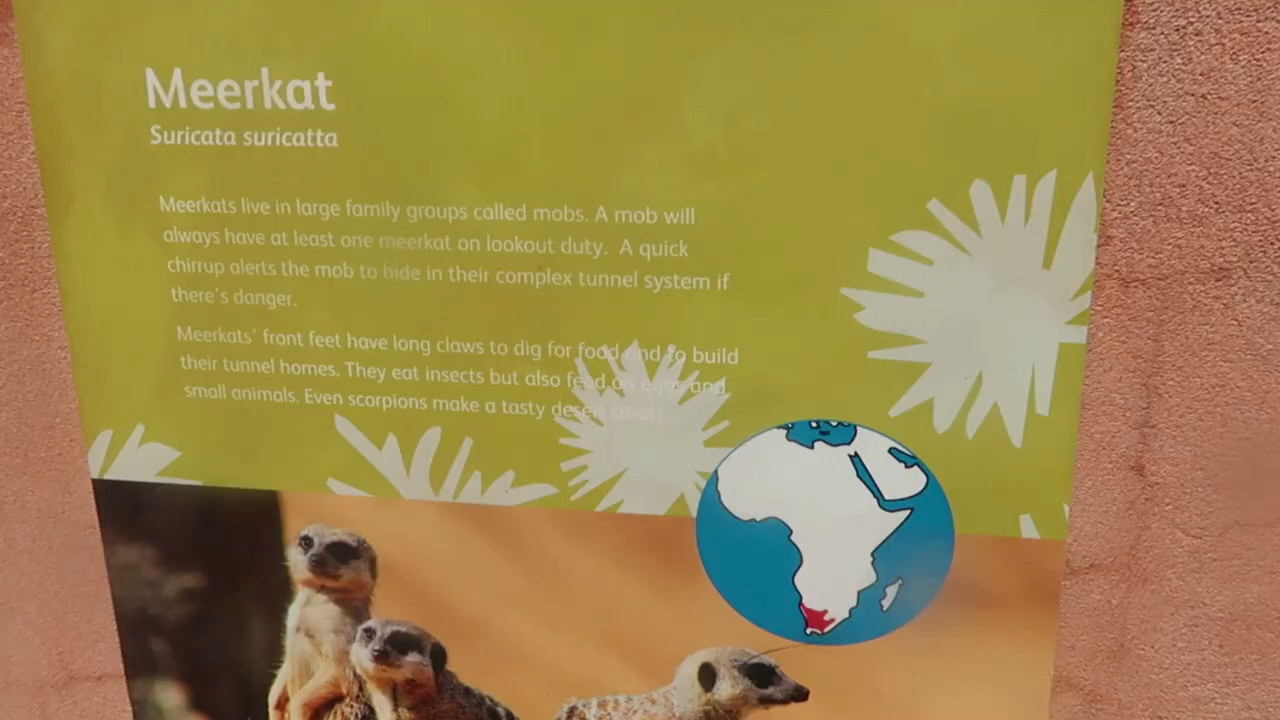 Meerkat
Suricata suricatta
Meerkats live in large family groups called mobs. A mob will
always have at least one meerkat on lookout duty. A quick
chirrup alerts the mob to hide in their complex tunnel system if
there's danger.
Meerkats' front feet have long claws to dig for food and to build
their tunnel homes. They eat insects but also feed on eggs and
small animals. Even scorpions make a tasty desert treat!